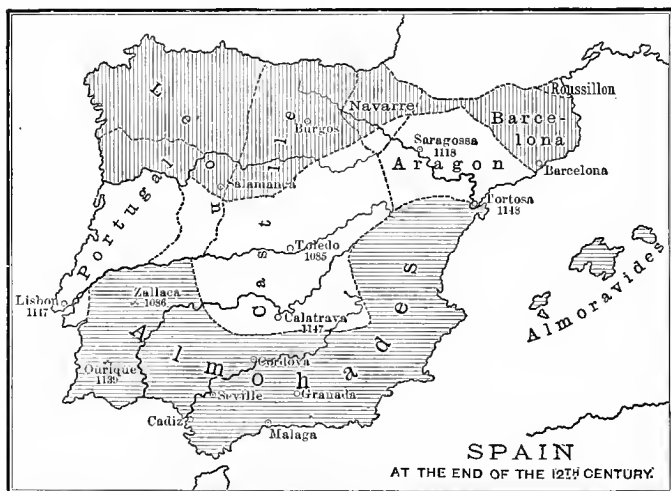 Leon
Castille
Navarre
Roussillon
Barce-
lona
Burgos
Saragossa
1118
Aragon
Barcelona
Salamanca
Tortosa
1148
Portugal
Toledo
1085
Lisbon
1147
Zallaca
1086
Calatrava
1147
Almoravides
Almohades
Ourique
1139
Cordova
Seville
Granada
Cadiz
Malaga
SPAIN
AT THE END OF THE 12TH CENTURY.